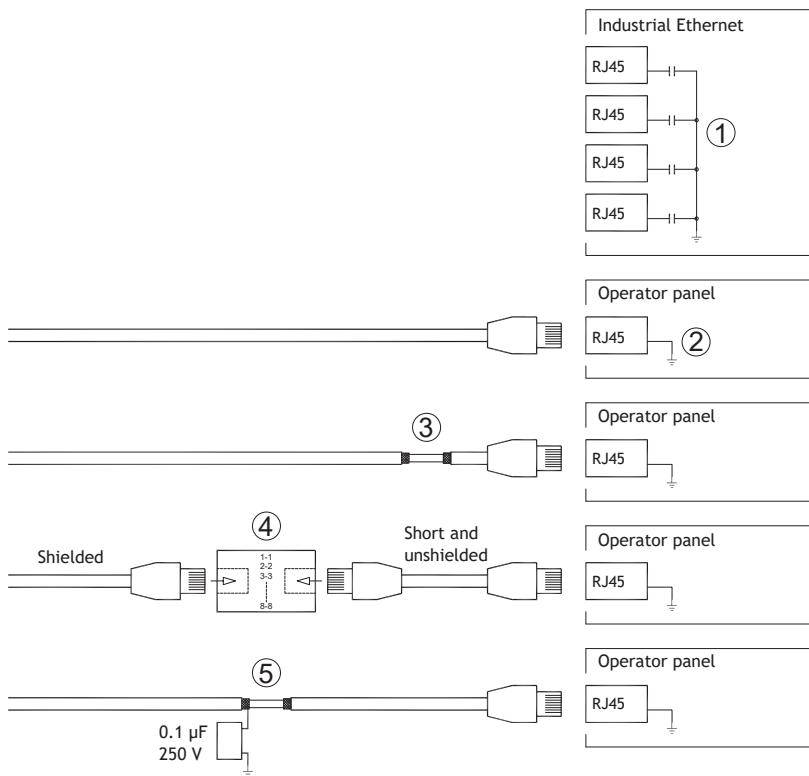 Industrial Ethernet
RJ45
RJ45
①
RJ45
RJ45
Operator panel
RJ45
②
③
Operator panel
RJ45
④
Shielded
1-1
2-2
3-3
8-8
Short and
unshielded
Operator panel
RJ45
⑤
0.1 µF
250 V
Operator panel
RJ45